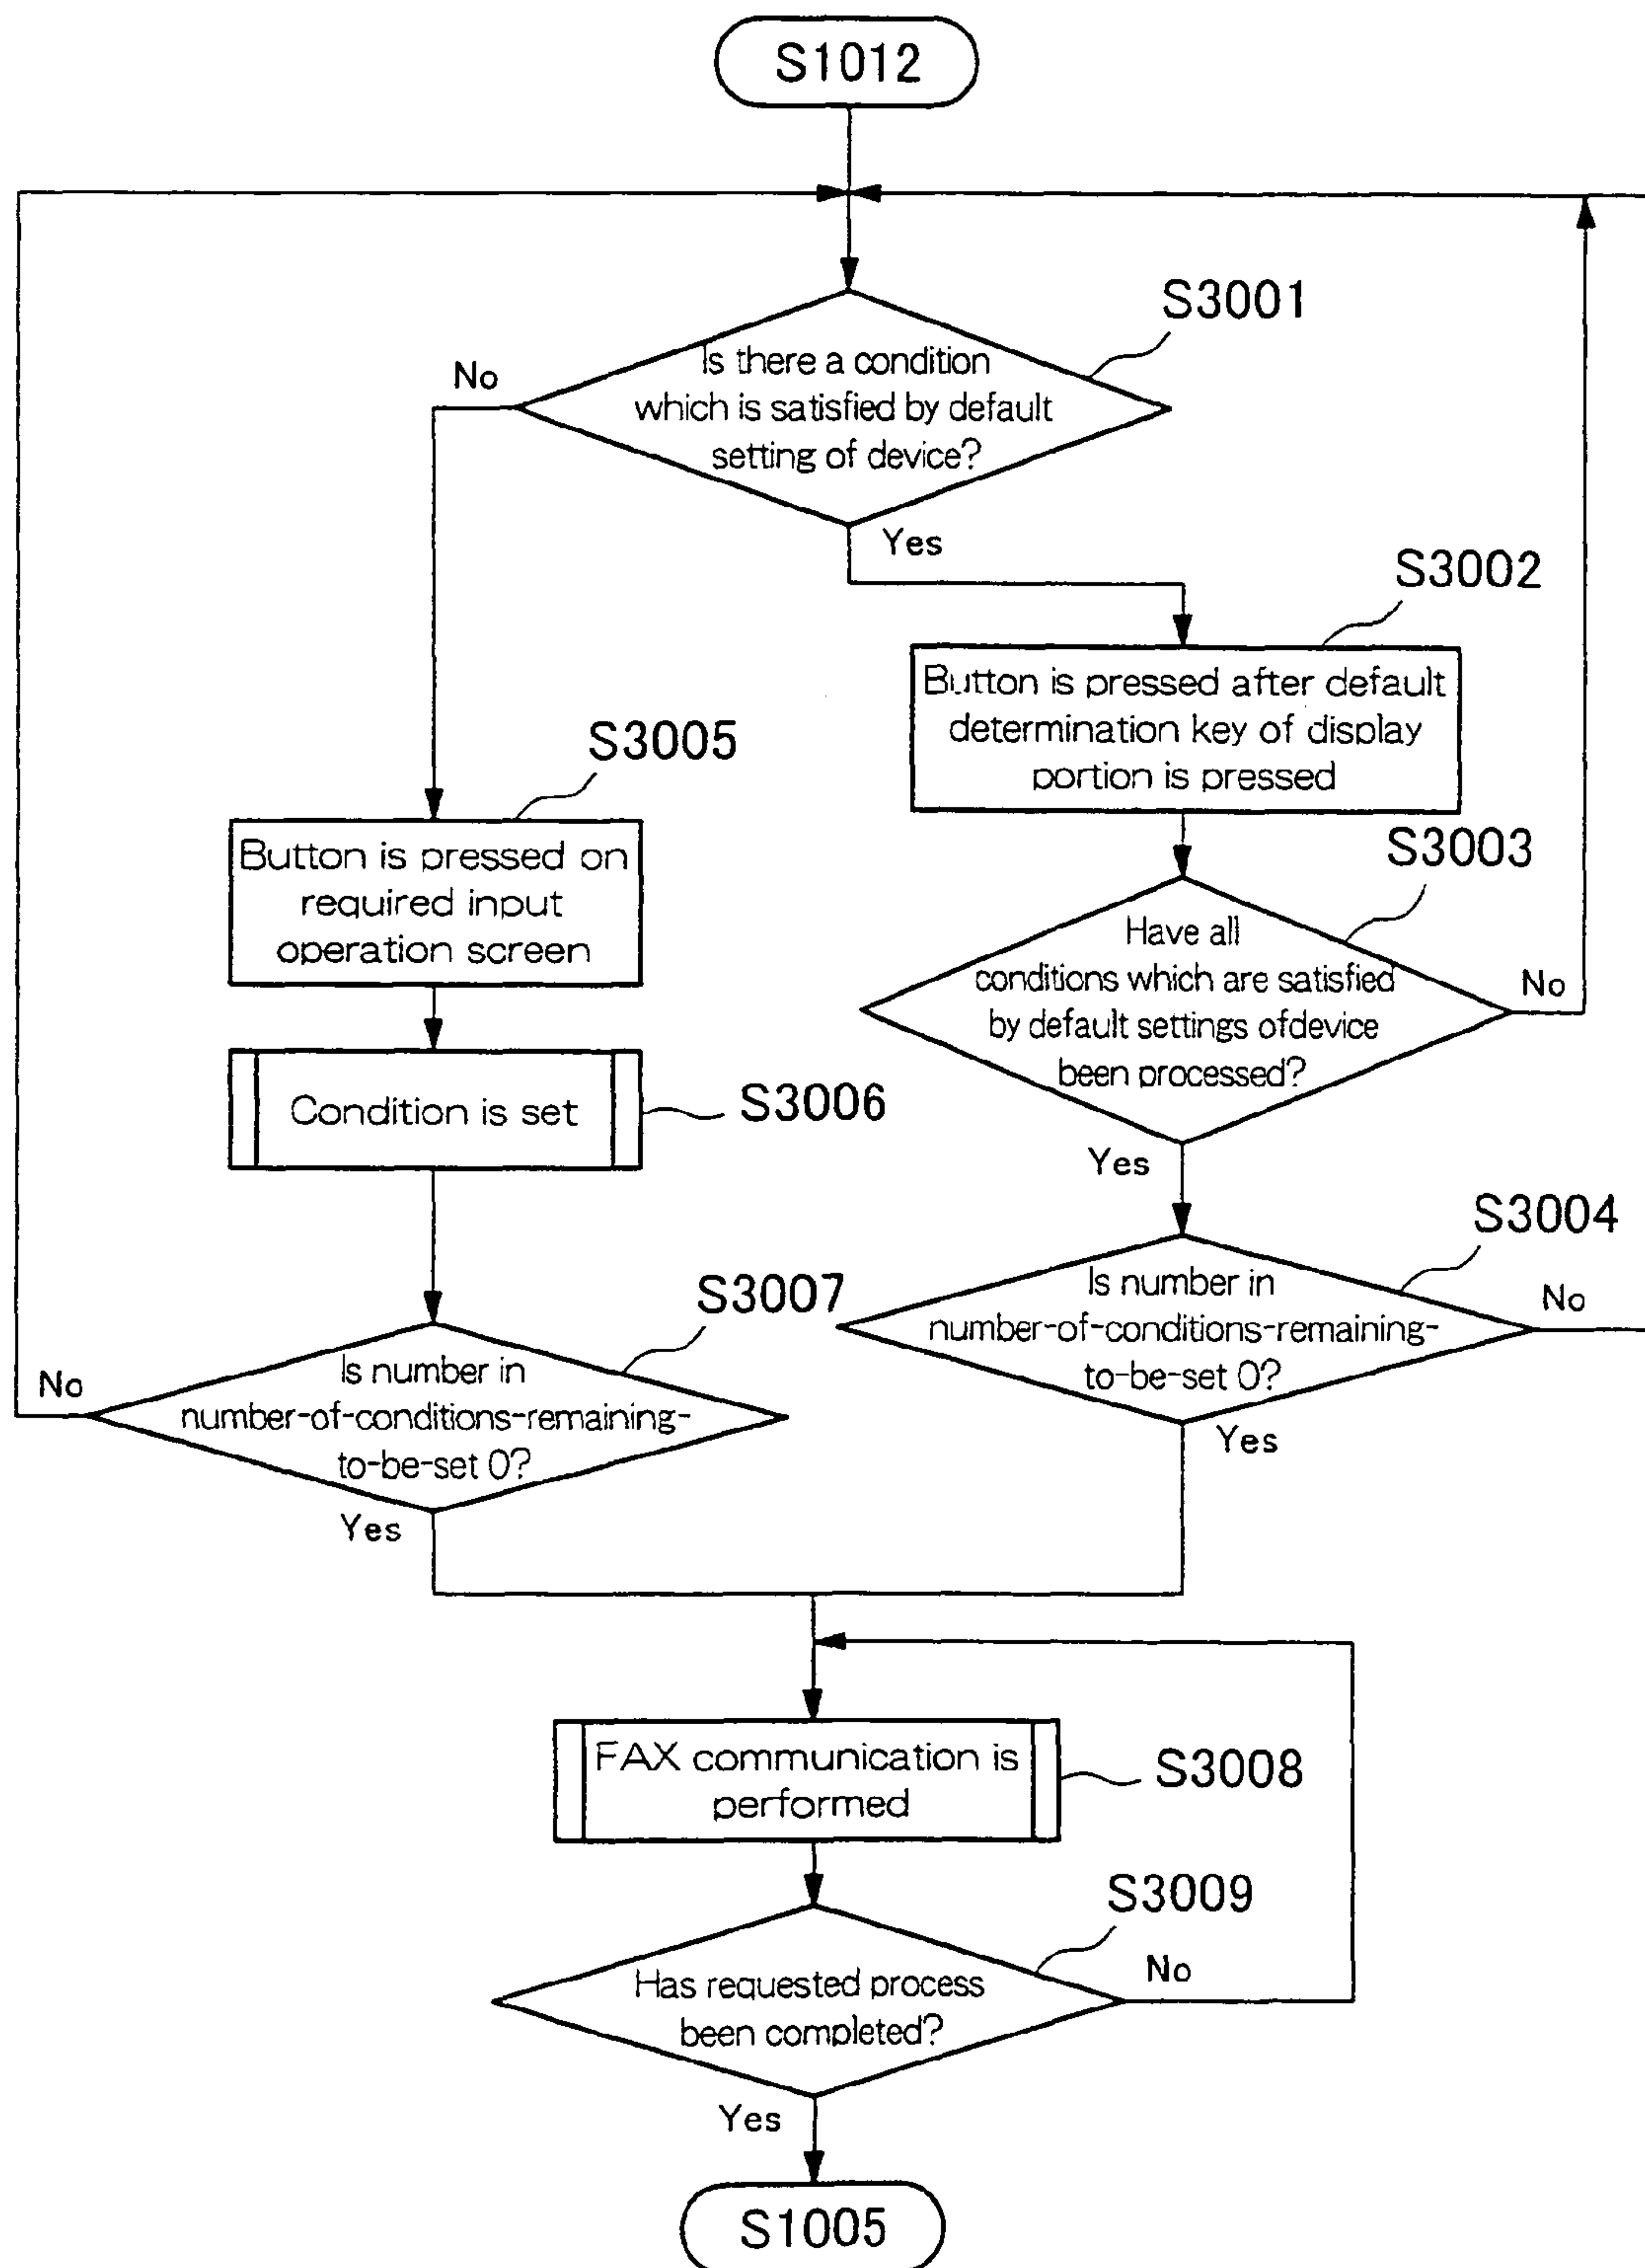 S1012
S3001
No
Is there a condition
which is satisfied by default
setting of device?
Yes
S3002
Button is pressed after default
determination key of display
portion is pressed
S3005
Button is pressed on
required input
operation screen
S3003
Have all
conditions which are satisfied
by default settings ofdevice
been processed?
No
Yes
Condition is set
S3006
S3004
Is number in
number-of-conditions-remaining-
to-be-set 0?
No
Yes
S3007
Is number in
number-of-conditions-remaining-
to-be-set 0?
No
Yes
FAX communication is
performed
S3008
S3009
Has requested process
been completed?
No
Yes
S1005